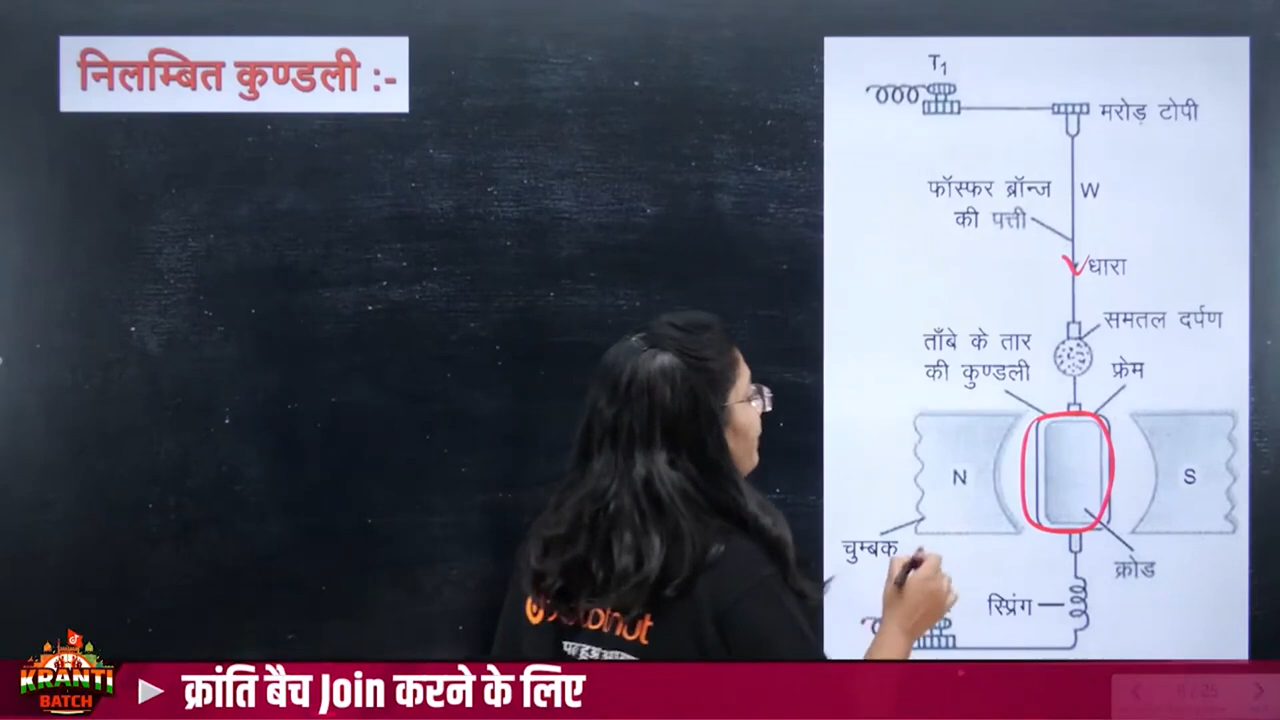 निलम्बित कुण्डली :-
T1
मरोड़ टोपी
फॉस्फर ब्रॉन्ज
की पत्ती
W
धारा
समतल दर्पण
ताँबे के तार
की कुण्डली
फ्रेम
N
S
चुम्बक
क्रोड
स्प्रिंग
KRANTI
BATCH
क्रांति बैच Join करने के लिए